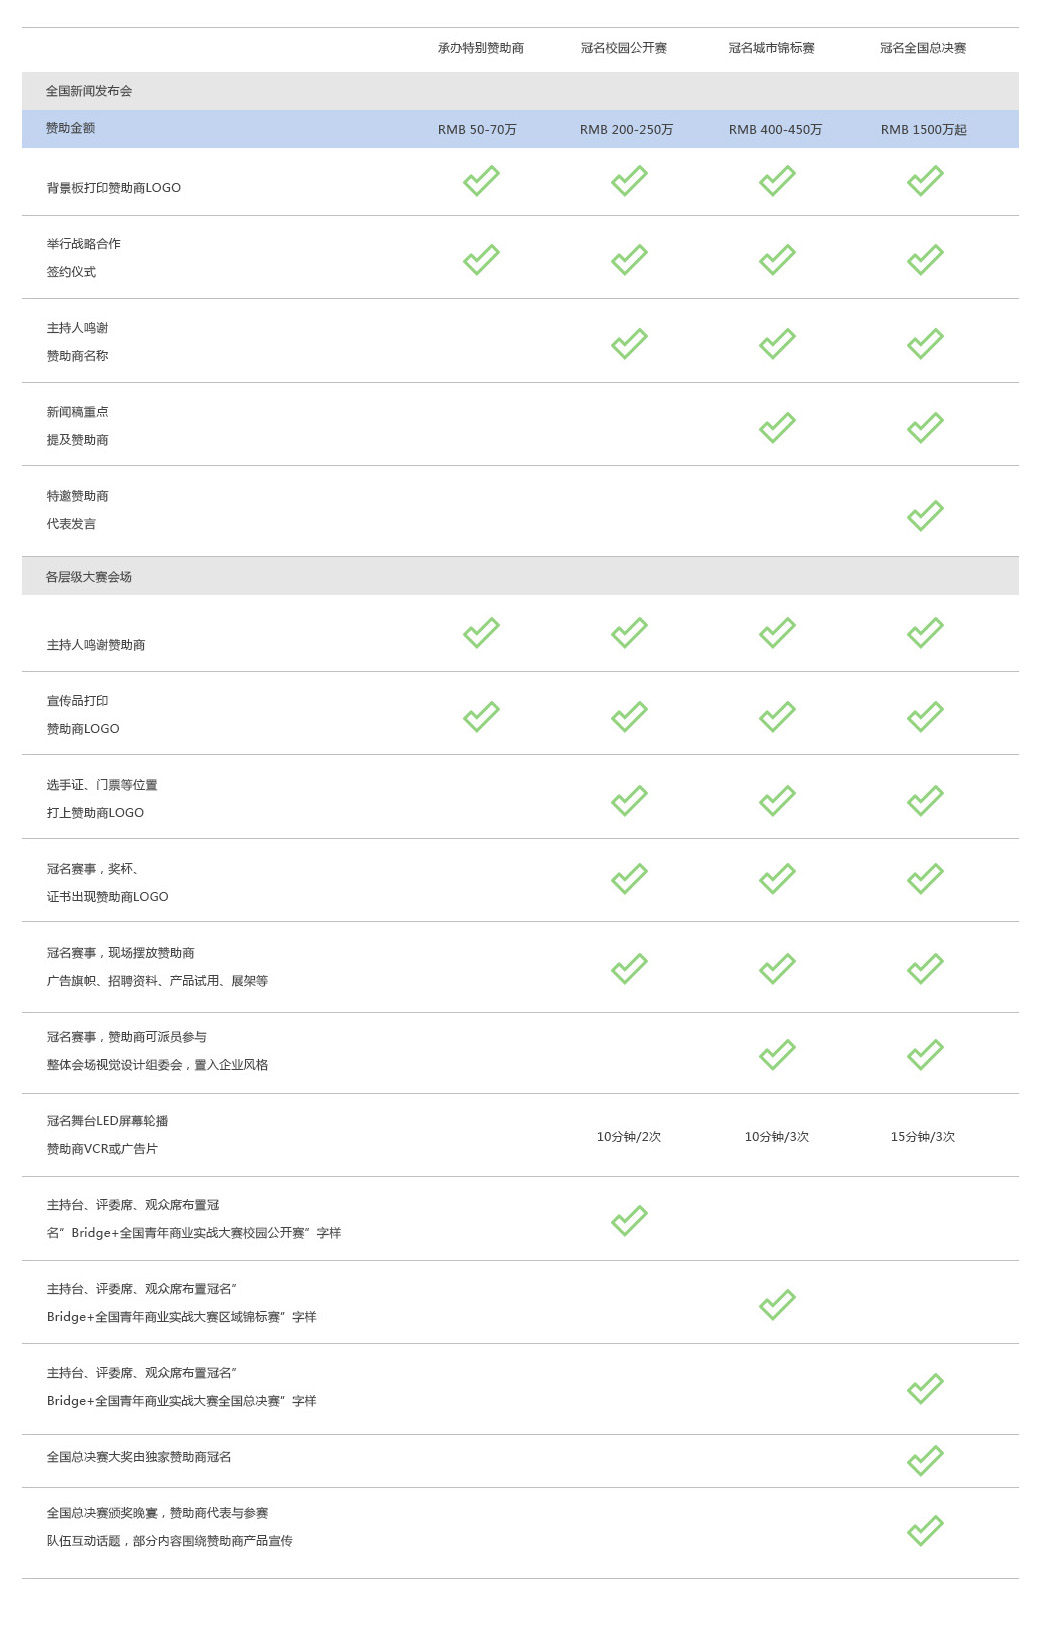 承办特别赞助商 冠名校园公开赛 冠名城市锦标赛 冠名全国总决赛
全国新闻发布会
赞助金额 RMB 50-70万 RMB 200-250万 RMB 400-450万 RMB 1500万起
背景板打印赞助商LOGO
举行战略合作
签约仪式
主持人鸣谢
赞助商名称
新闻稿重点
提及赞助商
特邀赞助商
代表发言
各层级大赛会场
主持人鸣谢赞助商
宣传品打印
赞助商LOGO
选手证、门票等位置
打上赞助商LOGO
冠名赛事，奖杯、
证书出现赞助商LOGO
冠名赛事，现场摆放赞助商
广告旗帜、招聘资料、产品试用、展架等
冠名赛事，赞助商可派员参与
整体会场视觉设计组委会，置入企业风格
冠名舞台LED屏幕轮播
赞助商VCR或广告片
10分钟/2次 10分钟/3次 15分钟/3次
主持台、评委席、观众席布置冠
名”Bridge+全国青年商业实战大赛校园公开赛”字样
主持台、评委席、观众席布置冠名”
Bridge+全国青年商业实战大赛区域锦标赛”字样
主持台、评委席、观众席布置冠名”
Bridge+全国青年商业实战大赛全国总决赛”字样
全国总决赛大奖由独家赞助商冠名
全国总决赛颁奖晚宴，赞助商代表与参赛
队伍互动话题，部分内容围绕赞助商产品宣传